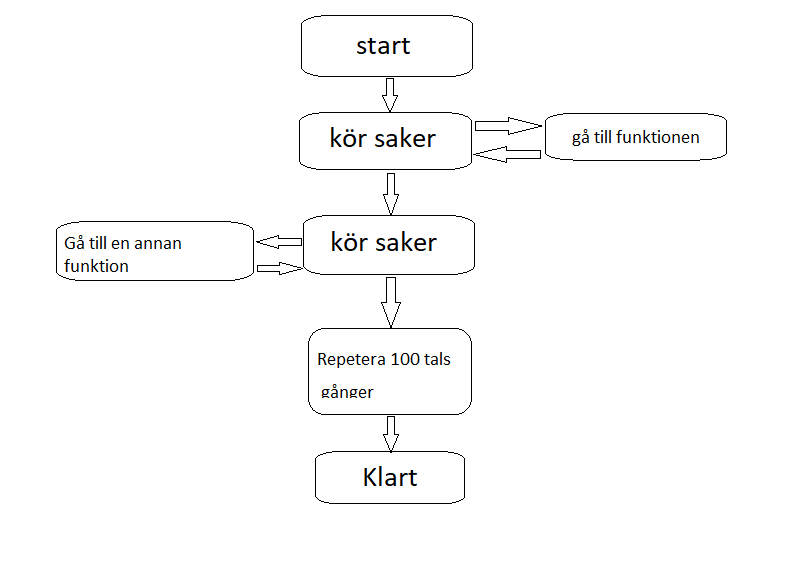 start
kör saker
gå till funktionen
kör saker
Gå till en annan
funktion
Repetera 100 tals
gånger
Klart